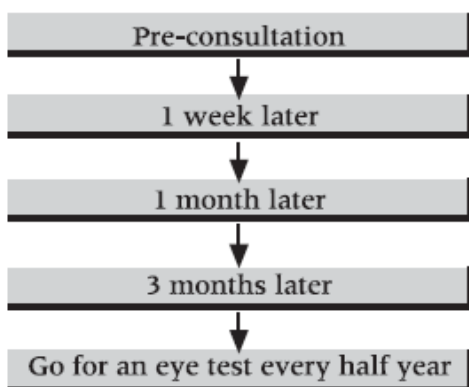 Pre-consultation
1 week later
1 month later
3 months later
Go for an eye test every half year